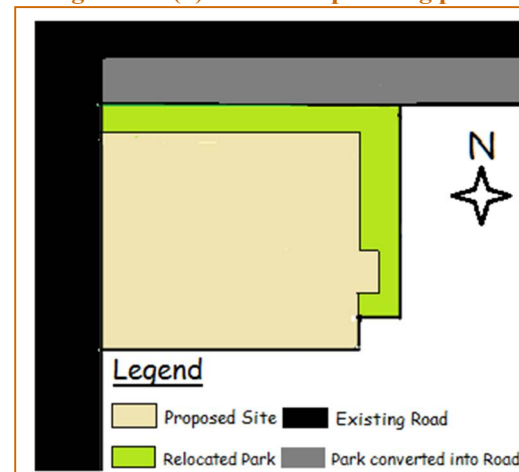 N
Legend
Proposed Site Existing Road
Relocated Park Park converted into Road